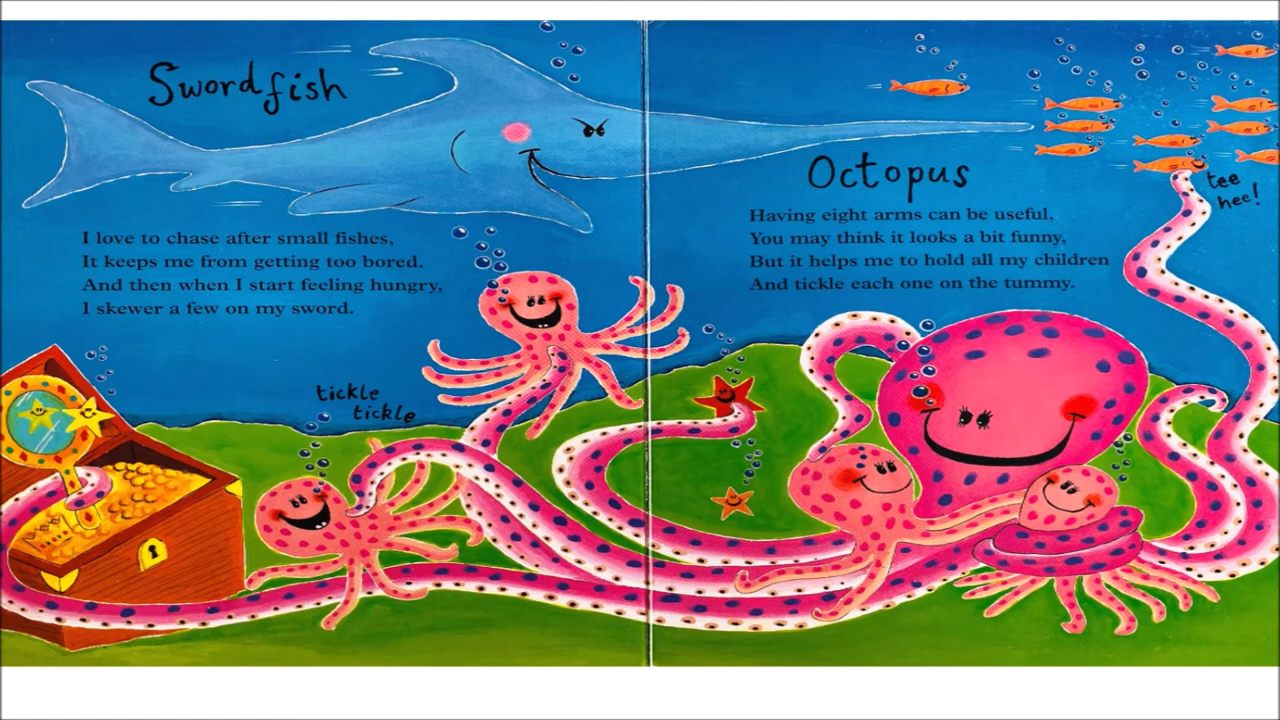 Swordfish
I love to chase after small fishes,
It keeps me from getting too bored.
And then when I start feeling hungry,
I skewer a few on my sword.
tickle
tickle
Octopus
Having eight arms can be useful,
You may think it looks a bit funny,
But it helps me to hold all my children
And tickle each one on the tummy.
tee
hee!